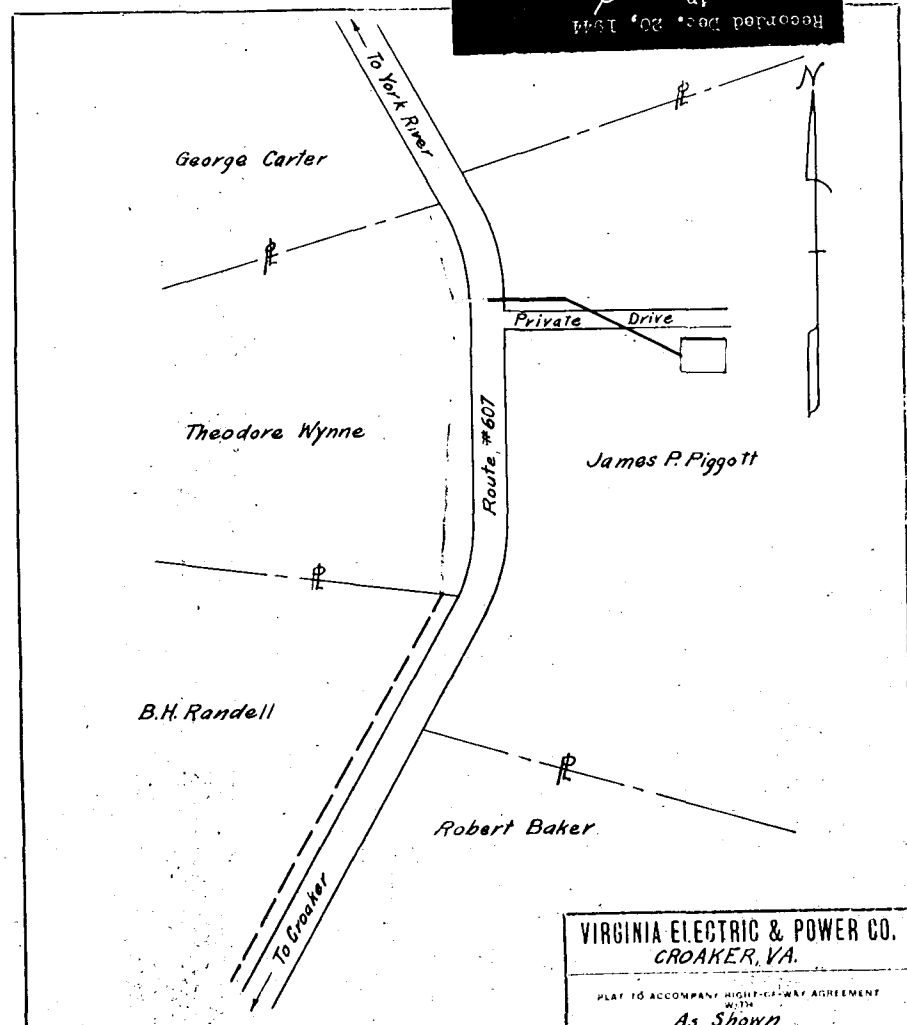 Recorded Dec. 20, 1944
N
To York River
George Carter
Private Drive
Theodore Wynne
Route #607
James P. Piggott
B.H. Randell
Robert Baker
To Croaker
VIRGINIA ELECTRIC & POWER CO.
CROAKER, VA.
PLAT TO ACCOMPANY RIGHT-OF-WAY AGREEMENT
WITH
As Shown